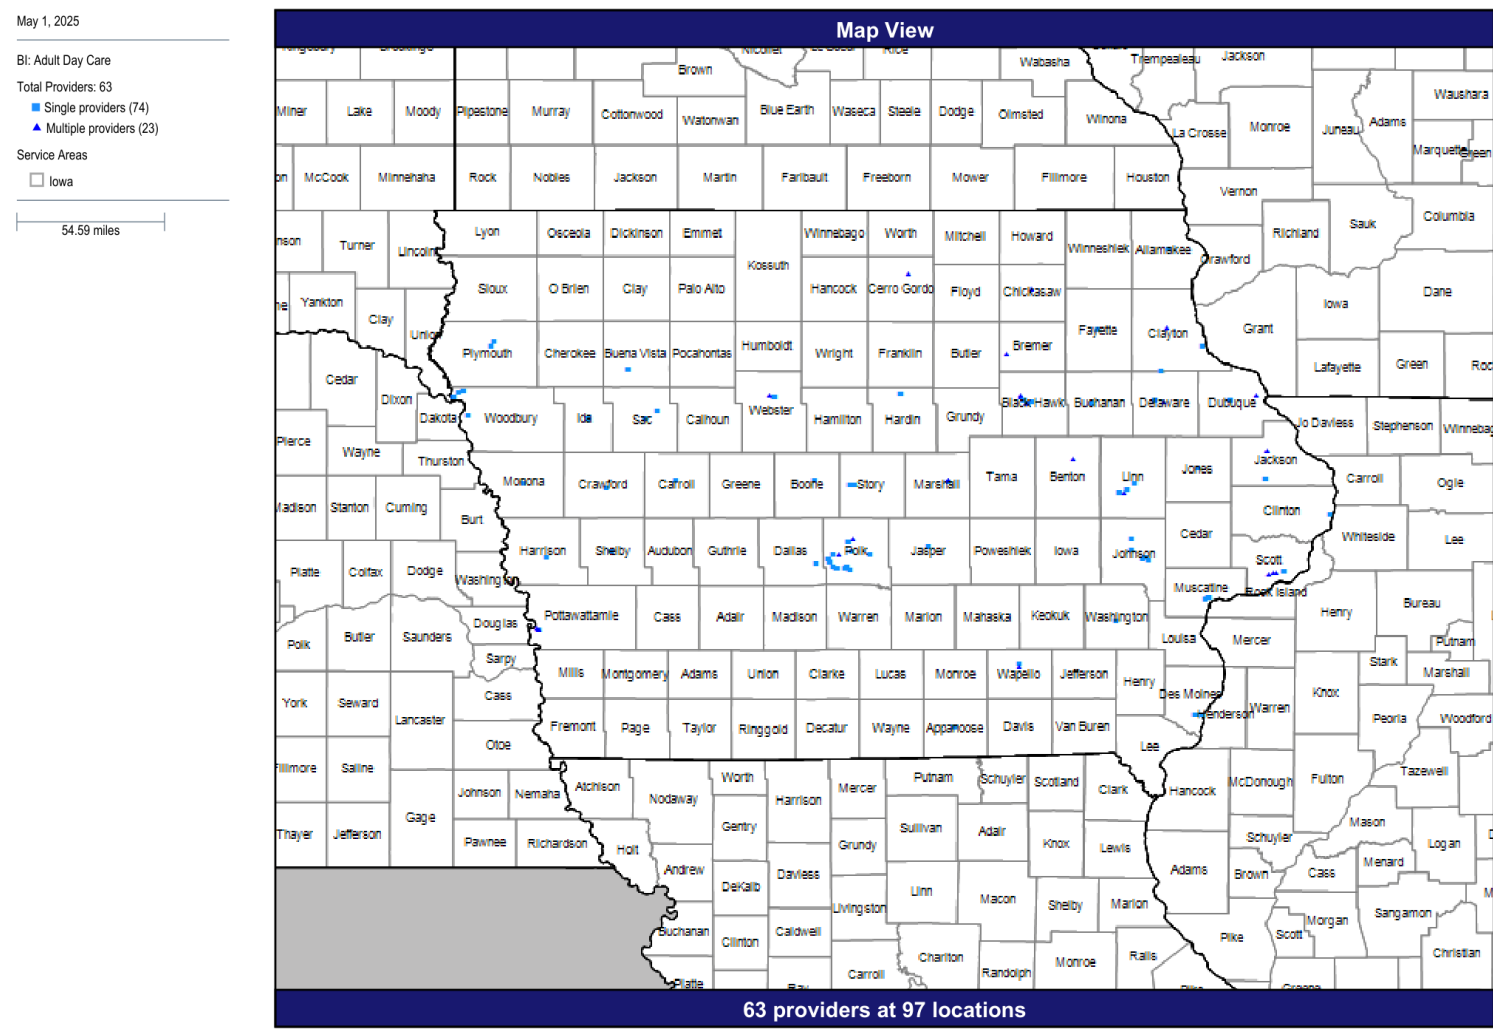 May 1, 2025
BI: Adult Day Care
Total Providers: 63
Single providers (74)
Multiple providers (23)
Service Areas
Iowa
54.59 miles
Map View
Nicollet Rice
Brown Wabasha Trempealeau Jackson
Miner Lake Moody Pipestone Murray Cottonwood Watonwan Blue Earth Waseca Steele Dodge Olmsted Winona La Crosse Monroe Juneau Adams Waushara
Marquette Green
McCook Minnehaha Rock Nobles Jackson Martin Faribault Freeborn Mower Fillmore Houston Vernon
Richland Sauk Columbia
Turner Lincoln Lyon Osceola Dickinson Emmet Kossuth Winnebago Worth Mitchell Howard Winneshiek Allamakee Crawford
Yankton Clay Union Sioux O Brien Clay Palo Alto Hancock Cerro Gordo Floyd Chickasaw Fayette Clayton Grant Iowa Dane
Cedar Dixon Dakota Plymouth Cherokee Buena Vista Pocahontas Humboldt Wright Franklin Butler Bremer Lafayette Green Roc
Pierce Wayne Thurston Woodbury Ida Sac Calhoun Webster Hamilton Hardin Grundy Black Hawk Buchanan Delaware Dubuque Jo Daviess Stephenson Winnebag
Madison Stanton Cuming Burt Monona Crawford Carroll Greene Boone Story Marshall Tama Benton Linn Jones Jackson Carroll Ogle
Clinton Whiteside Lee
Platte Colfax Dodge Washington Harrison Shelby Audubon Guthrie Dallas Polk Jasper Poweshiek Iowa Johnson Cedar Scott
Muscatine Rock Island Henry Bureau
Polk Butler Saunders Douglas Sarpy Pottawattamie Cass Adair Madison Warren Marion Mahaska Keokuk Washington Louisa Mercer Putnam
Stark Marshall
York Seward Lancaster Cass Mills Montgomery Adams Union Clarke Lucas Monroe Wapello Jefferson Henry Des Moines Henderson Warren Knox Peoria Woodford
Otoe Fremont Page Taylor Ringgold Decatur Wayne Appanoose Davis Van Buren Lee
Fillmore Saline Johnson Nemaha Atchison Nodaway Worth Harrison Mercer Putnam Schuyler Scotland Clark Hancock McDonough Fulton Tazewell
Thayer Jefferson Gage Pawnee Richardson Holt Gentry Grundy Sullivan Adair Knox Lewis Schuyler Mason Logan
Andrew DeKalb Daviess Livingston Linn Macon Shelby Marion Adams Brown Cass Menard
Buchanan Clinton Caldwell Pike Scott Morgan Sangamon
Platte Ray Carroll Chariton Randolph Monroe Ralls Christian
Greene
63 providers at 97 locations